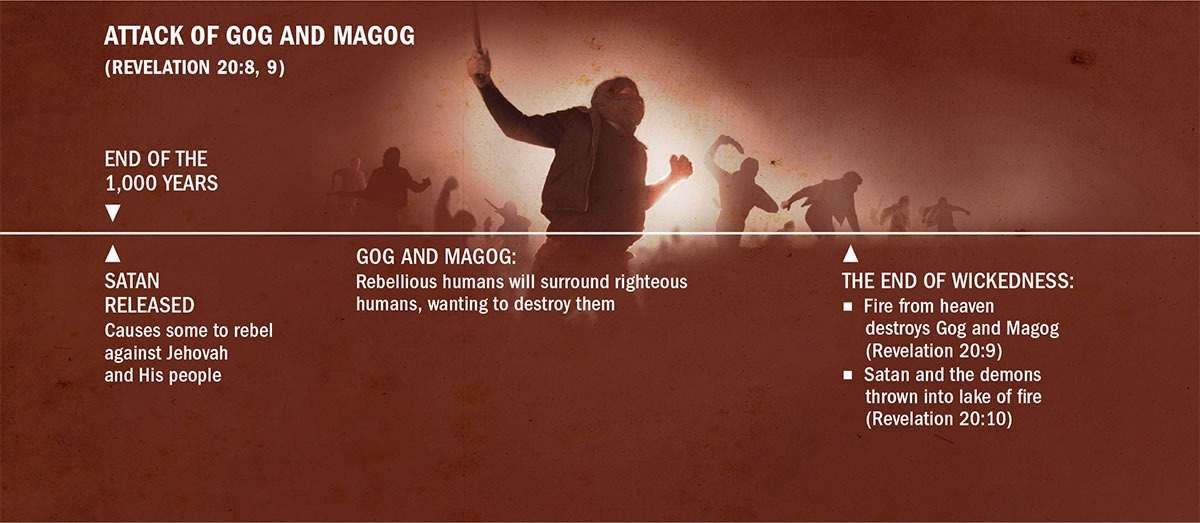 ATTACK OF GOG AND MAGOG
(REVELATION 20:8, 9)
END OF THE
1,000 YEARS
SATAN
RELEASED
Causes some to rebel
against Jehovah
and His people
GOG AND MAGOG:
Rebellious humans will surround righteous
humans, wanting to destroy them
THE END OF WICKEDNESS:
■ Fire from heaven
destroys Gog and Magog
(Revelation 20:9)
■ Satan and the demons
thrown into lake of fire
(Revelation 20:10)